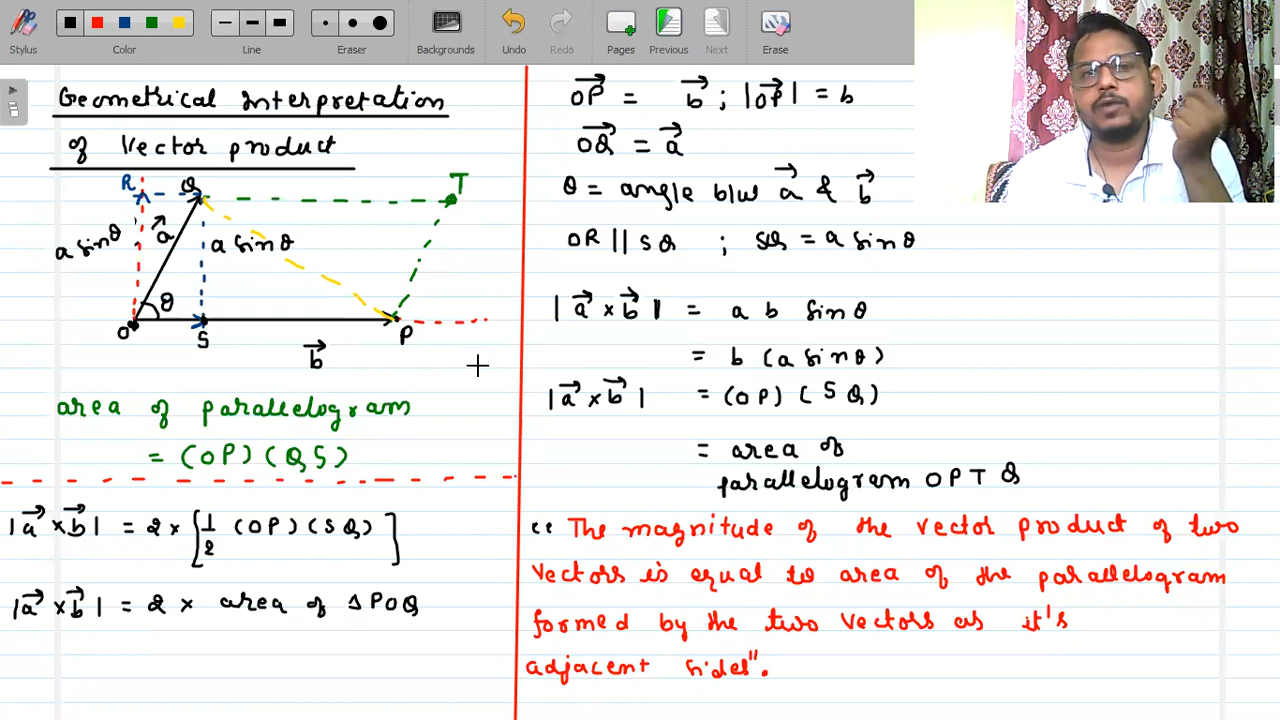 Stylus
Color
Line
Eraser
Backgrounds
Undo
Redo
Pages
Previous
Next
Erase
Geometrical Interpretation
of Vector product
R
Q
T
a sinθ
a⃗
a sinθ
θ
O
S
P
b⃗
area of parallelogram
= (OP)(QS)
|a⃗ × b⃗| = 2 × [1/2 (OP)(SQ)]
|a⃗ × b⃗| = 2 × area of Δ POQ
OP⃗ = b⃗ ; |OP⃗| = b
OQ⃗ = a⃗
θ = angle b/w a⃗ & b⃗
OR || SQ ; SQ = a sinθ
|a⃗ × b⃗| = a b sinθ
= b (a sinθ)
|a⃗ × b⃗| = (OP) (SQ)
= area of
parallelogram OPTQ
“The magnitude of the vector product of two
vectors is equal to area of the parallelogram
formed by the two vectors as it's
adjacent sides”.